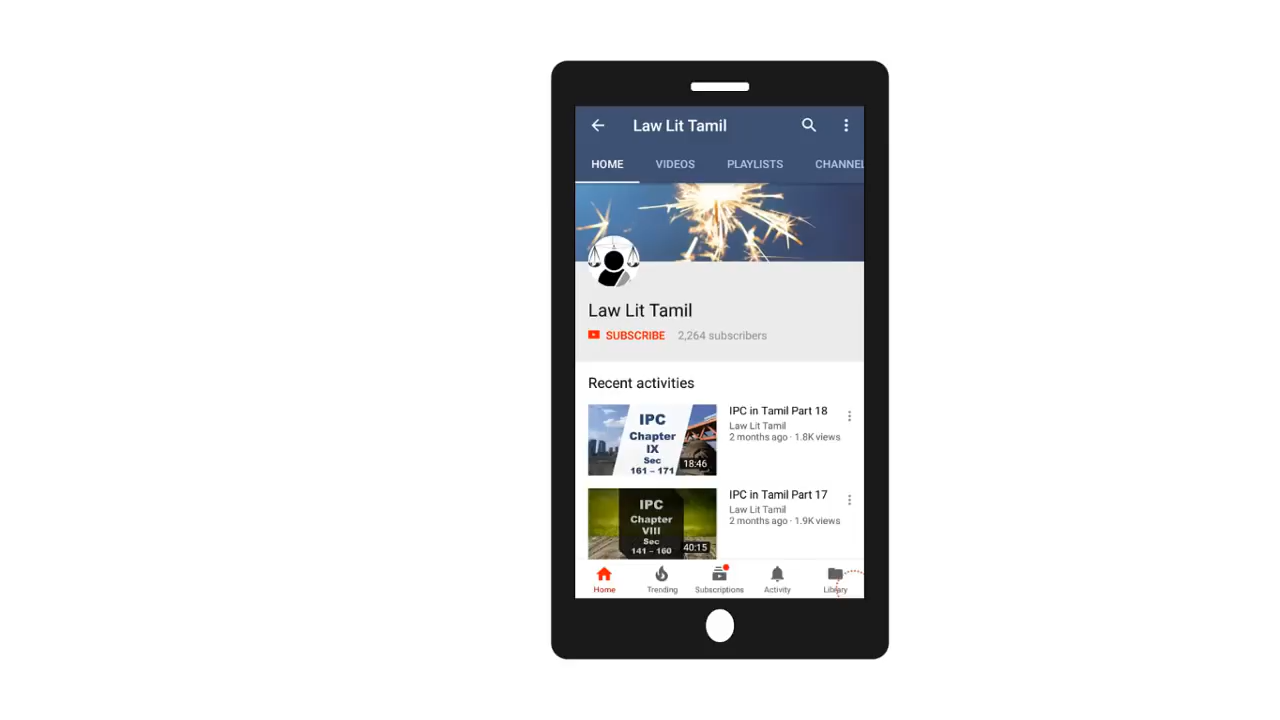 Law Lit Tamil
HOME VIDEOS PLAYLISTS CHANNEL
Law Lit Tamil
SUBSCRIBE 2,264 subscribers
Recent activities
IPC
Chapter
IX
Sec
161 – 171
18:46
IPC in Tamil Part 18
Law Lit Tamil
2 months ago · 1.8K views
IPC
Chapter
VIII
Sec
141 – 160
40:15
IPC in Tamil Part 17
Law Lit Tamil
2 months ago · 1.9K views
Home Trending Subscriptions Activity Library